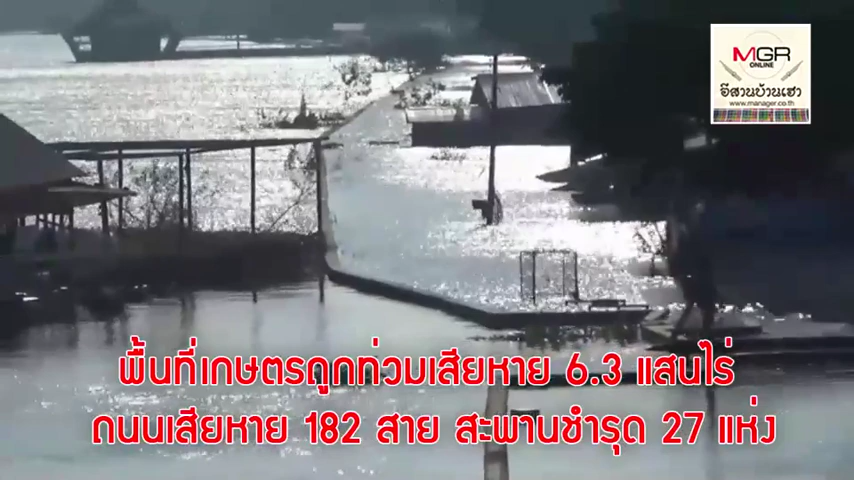 MGR
ONLINE
อีสานบ้านเฮา
www.manager.co.th
พื้นที่เกษตรถูกท่วมเสียหาย 6.3 แสนไร่
ถนนเสียหาย 182 สาย สะพานชำรุด 27 แห่ง